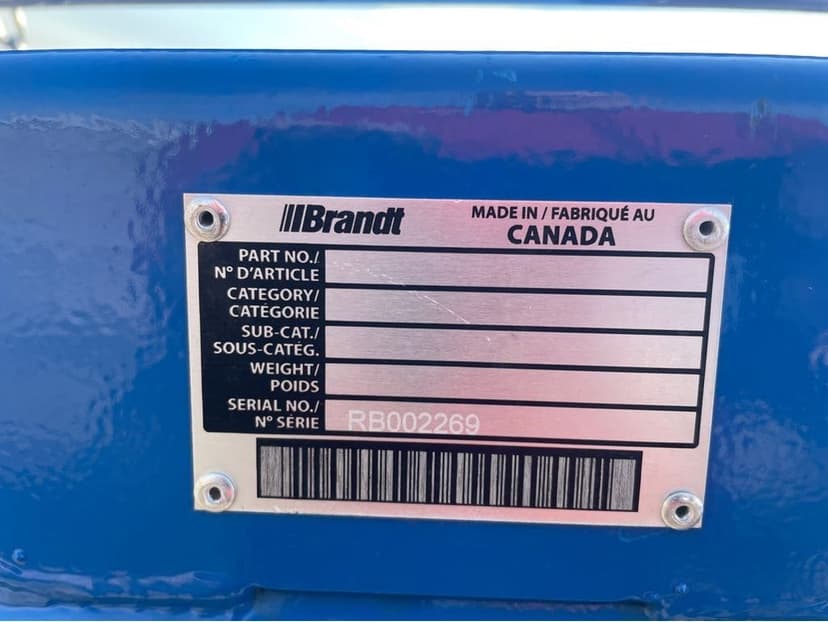 Brandt
MADE IN / FABRIQUÉ AU
CANADA
PART NO./
N° D'ARTICLE
CATEGORY/
CATÉGORIE
SUB-CAT./
SOUS-CATÉG.
WEIGHT/
POIDS
SERIAL NO./
N° SÉRIE RB002269